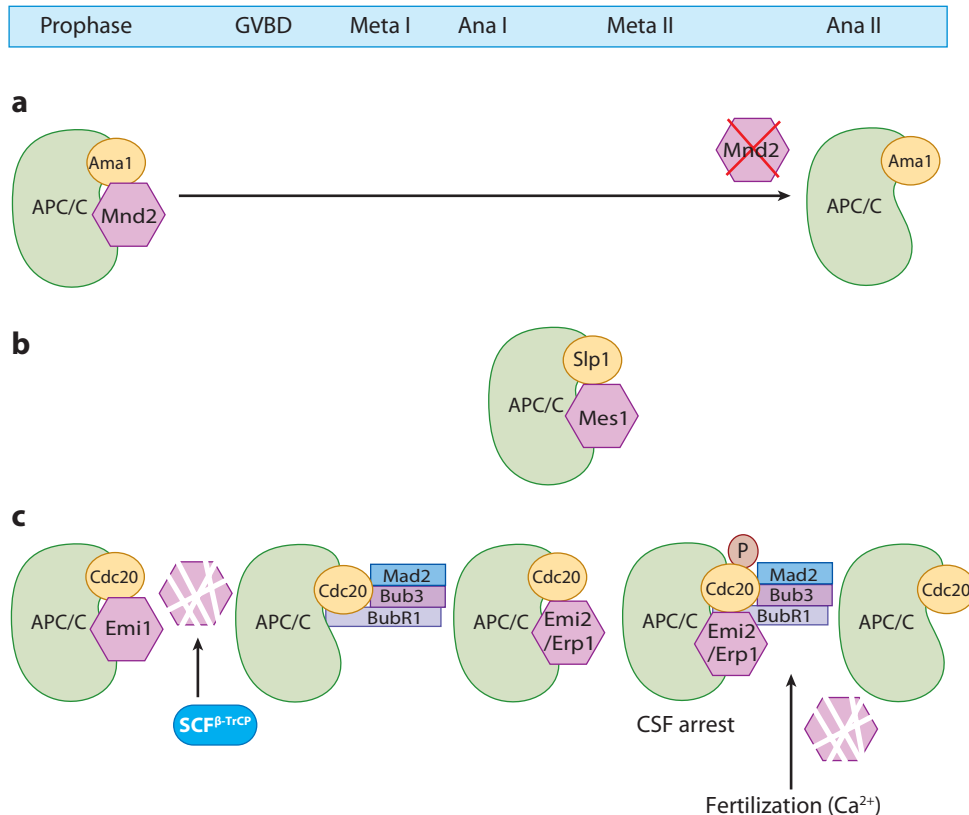 Prophase GVBD Meta I Ana I Meta II Ana II
a
Ama1
APC/C
Mnd2
Mnd2
Ama1
APC/C
b
Slp1
APC/C
Mes1
c
Cdc20
APC/C
Emi1
SCFβ-TrCP
APC/C
Cdc20
Mad2
Bub3
BubR1
Cdc20
APC/C
Emi2
/Erp1
P
Cdc20
Mad2
Bub3
BubR1
APC/C
Emi2
/Erp1
Cdc20
APC/C
CSF arrest
Fertilization (Ca2+)